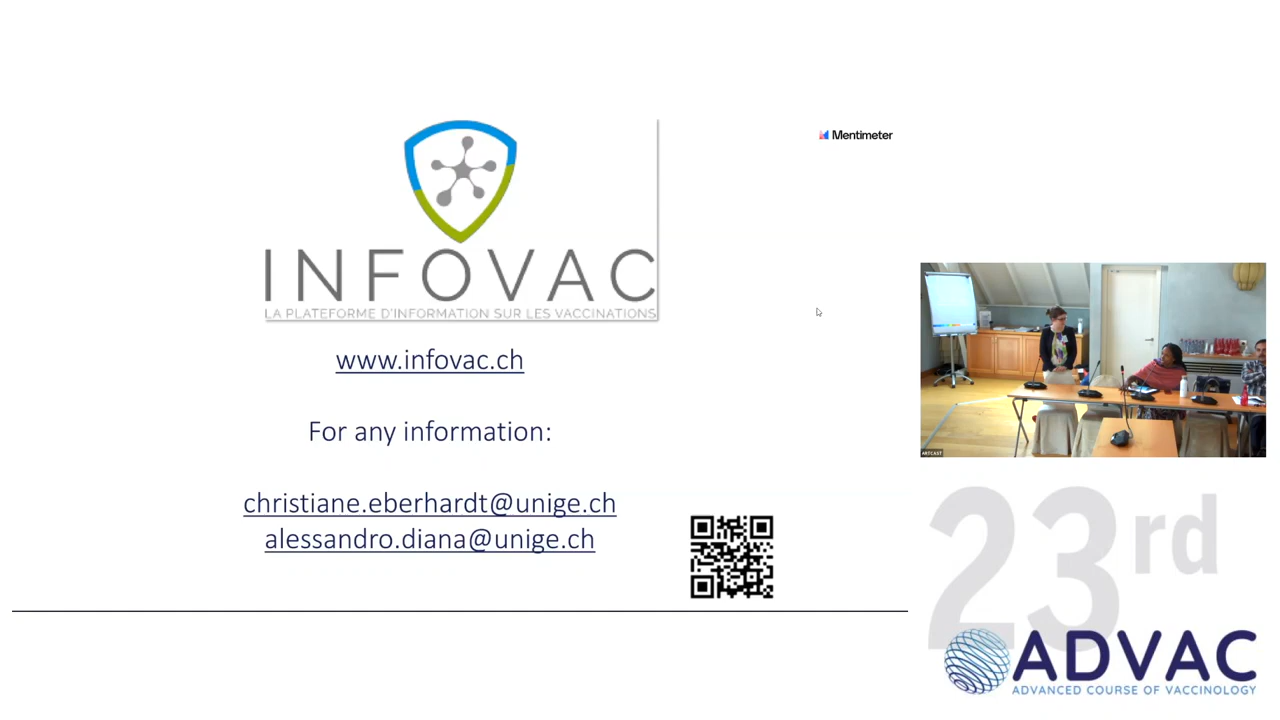 Mentimeter
INFOVAC
LA PLATEFORME D'INFORMATION SUR LES VACCINATIONS
www.infovac.ch
For any information:
christiane.eberhardt@unige.ch
alessandro.diana@unige.ch
ARTCAST
23rd
ADVAC
ADVANCED COURSE OF VACCINOLOGY